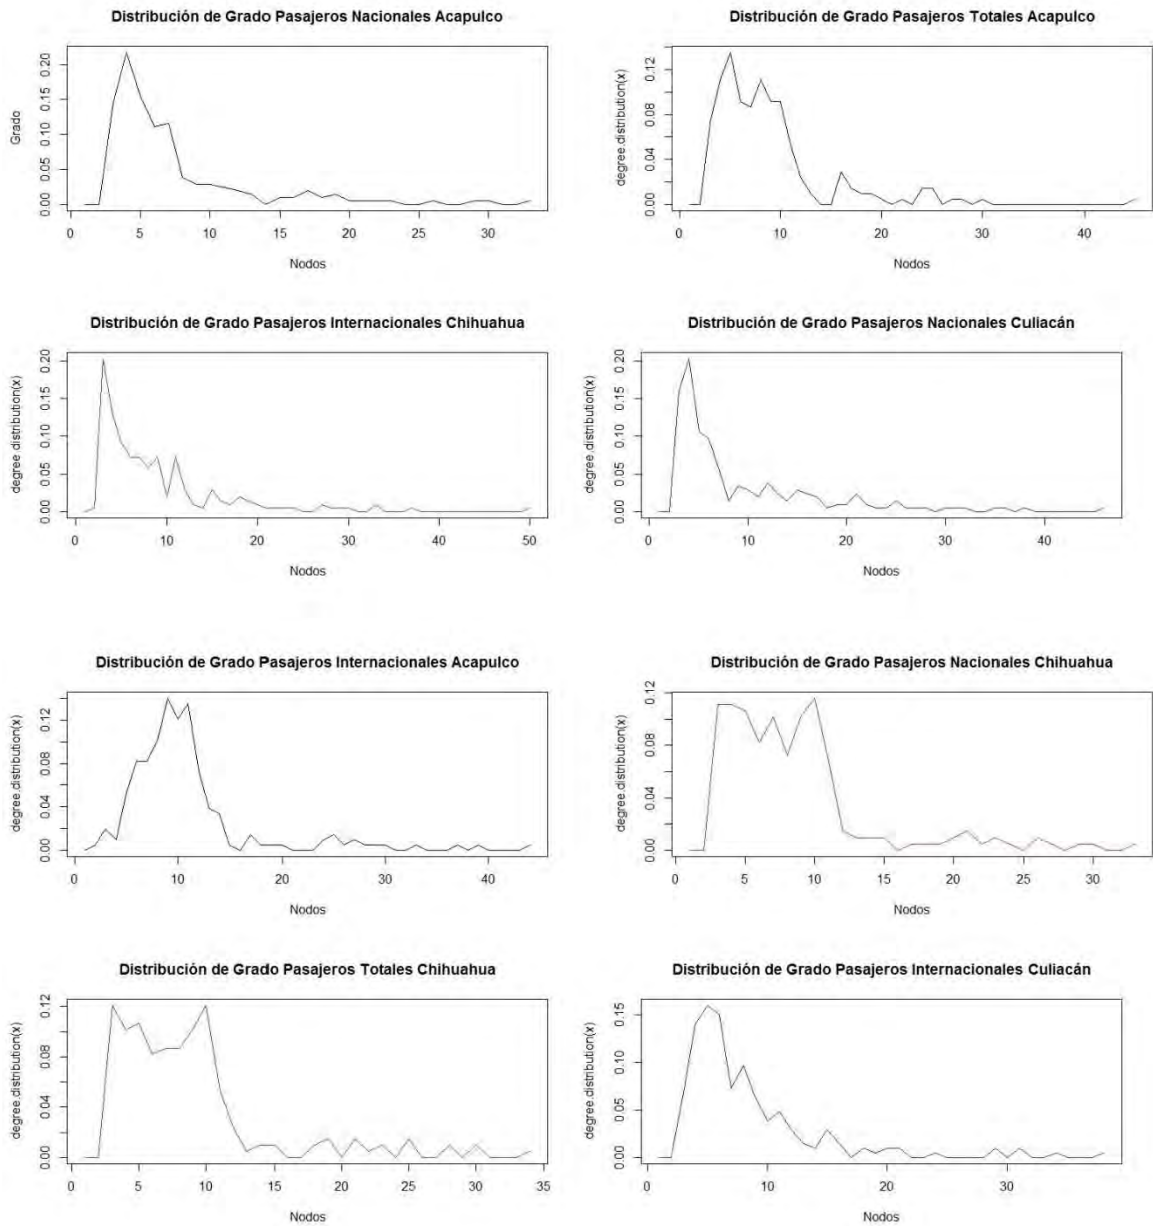 Distribución de Grado Pasajeros Nacionales Acapulco
Grado
0.00 0.05 0.10 0.15 0.20
0 5 10 15 20 25 30
Nodos
Distribución de Grado Pasajeros Totales Acapulco
degree.distribution(x)
0.00 0.04 0.08 0.12
0 10 20 30 40
Nodos
Distribución de Grado Pasajeros Internacionales Chihuahua
degree.distribution(x)
0.00 0.05 0.10 0.15 0.20
0 10 20 30 40 50
Nodos
Distribución de Grado Pasajeros Nacionales Culiacán
degree.distribution(x)
0.00 0.05 0.10 0.15 0.20
0 10 20 30 40
Nodos
Distribución de Grado Pasajeros Internacionales Acapulco
degree.distribution(x)
0.00 0.04 0.08 0.12
0 10 20 30 40
Nodos
Distribución de Grado Pasajeros Nacionales Chihuahua
degree.distribution(x)
0.00 0.04 0.08 0.12
0 5 10 15 20 25 30
Nodos
Distribución de Grado Pasajeros Totales Chihuahua
degree.distribution(x)
0.00 0.04 0.08 0.12
0 5 10 15 20 25 30 35
Nodos
Distribución de Grado Pasajeros Internacionales Culiacán
degree.distribution(x)
0.00 0.05 0.10 0.15
0 10 20 30
Nodos